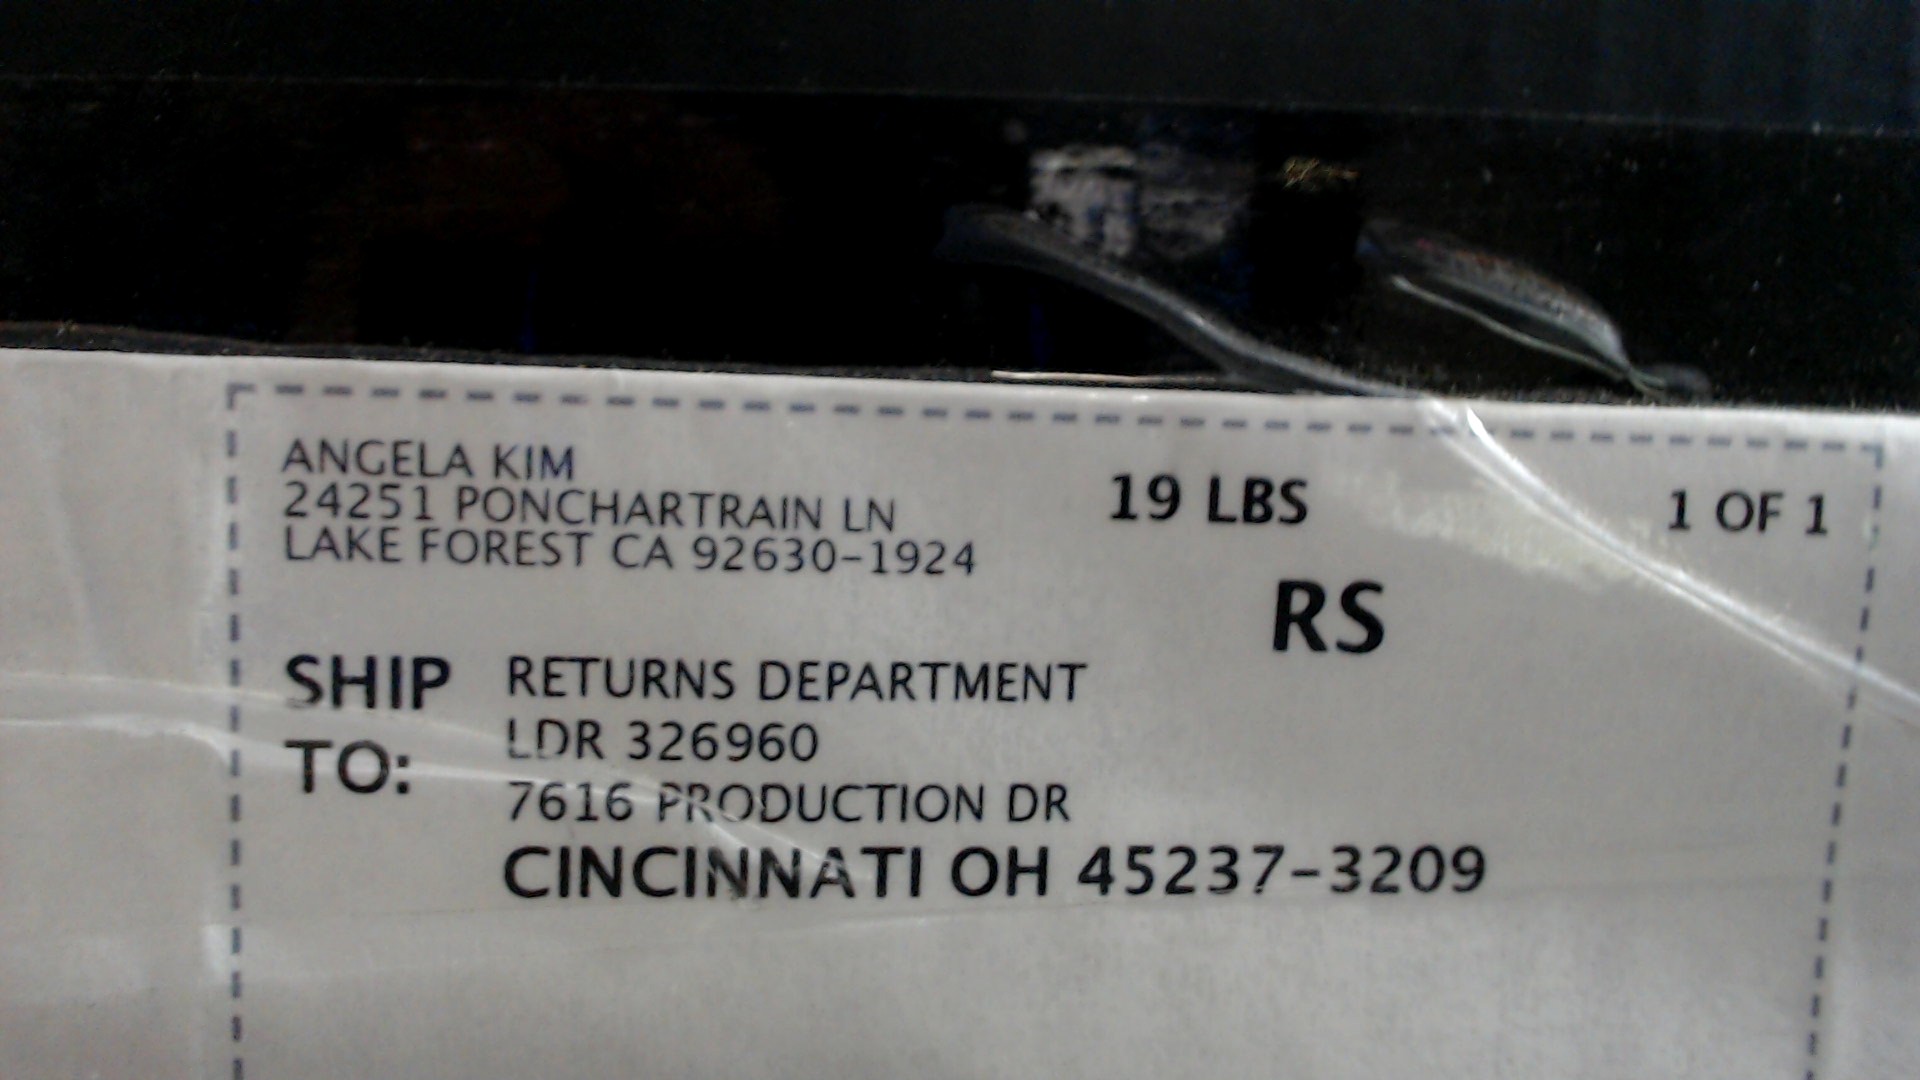 ANGELA KIM
24251 PONCHARTRAIN LN
LAKE FOREST CA 92630-1924
19 LBS
1 OF 1
RS
SHIP TO:
RETURNS DEPARTMENT
LDR 326960
7616 PRODUCTION DR
CINCINNATI OH 45237-3209